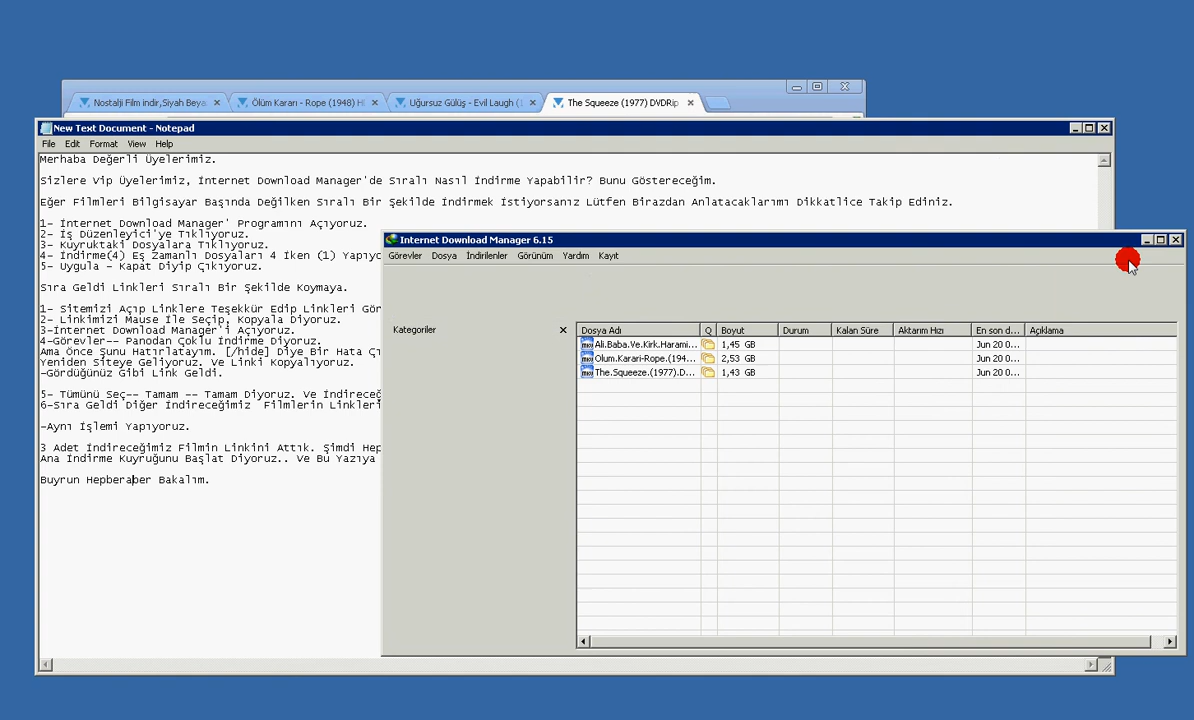 Nostalji Film indir,Siyah Beya
Ölüm Kararı - Rope (1948) H
Uğursuz Gülüş - Evil Laugh (1
The Squeeze (1977) DVDRip
New Text Document - Notepad
File Edit Format View Help
Merhaba Değerli Üyelerimiz.
Sizlere Vip Üyelerimiz, İnternet Download Manager'de Sıralı Nasıl İndirme Yapabilir? Bunu Göstereceğim.
Eğer Filmleri Bilgisayar Başında Değilken Sıralı Bir Şekilde İndirmek İstiyorsanız Lütfen Birazdan Anlatacaklarımı Dikkatlice Takip Ediniz.
1- İnternet Download Manager' Programını Açıyoruz.
2- İş Düzenleyici'ye Tıklıyoruz.
3- Kuyruktaki Dosyalara Tıklıyoruz.
4- İndirme(4) Eş Zamanlı Dosyaları 4 İken (1) Yapıyo
5- Uygula - Kapat Diyip Çıkıyoruz.
Sıra Geldi Linkleri Sıralı Bir Şekilde Koymaya.
1- Sitemizi Açıp Linklere Teşekkür Edip Linkleri Gör
2- Linkimizi Mause İle Seçip, Kopyala Diyoruz.
3-İnternet Download Manager'i Açıyoruz.
4-Görevler-- Panodan Çoklu İndirme Diyoruz.
Ama Önce Şunu Hatırlatayım. [/hide] Diye Bir Hata Çı
Yeniden Siteye Geliyoruz. Ve Linki Kopyalıyoruz.
-Gördüğünüz Gibi Link Geldi.
5- Tümünü Seç-- Tamam -- Tamam Diyoruz. Ve İndireceğ
6-Sıra Geldi Diğer İndireceğimiz Filmlerin Linkleri
-Aynı İşlemi Yapıyoruz.
3 Adet İndireceğimiz Filmin Linkini Attık. Şimdi Hep
Ana İndirme Kuyruğunu Başlat Diyoruz.. Ve Bu Yazıya
Buyrun Hepberaber Bakalım.
Internet Download Manager 6.15
Görevler Dosya İndirilenler Görünüm Yardım Kayıt
Kategoriler
Dosya Adı Q Boyut Durum Kalan Süre Aktarım Hızı En son d... Açıklama
Ali.Baba.Ve.Kirk.Harami... 1,45 GB Jun 20 0...
Olum.Karari-Rope.(194... 2,53 GB Jun 20 0...
The.Squeeze.(1977).D... 1,43 GB Jun 20 0...